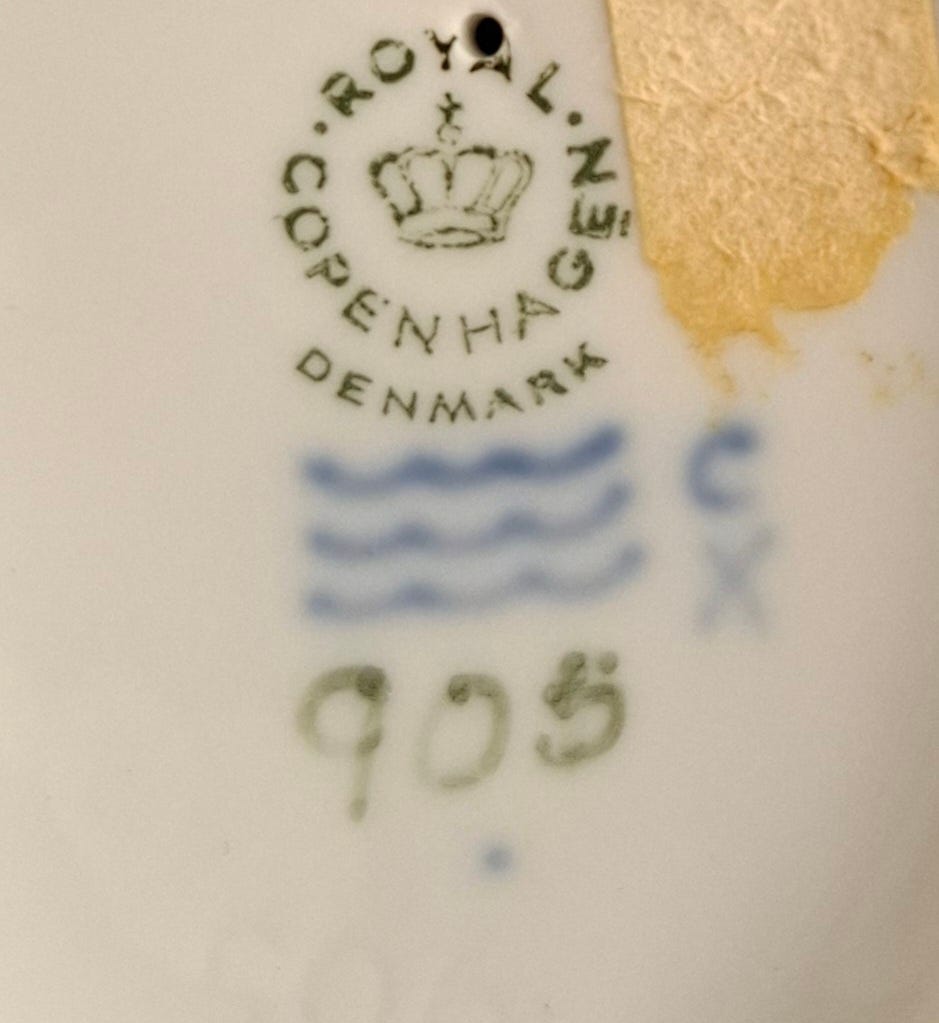 ROYAL · COPENHAGEN ·
DENMARK
C
X
905